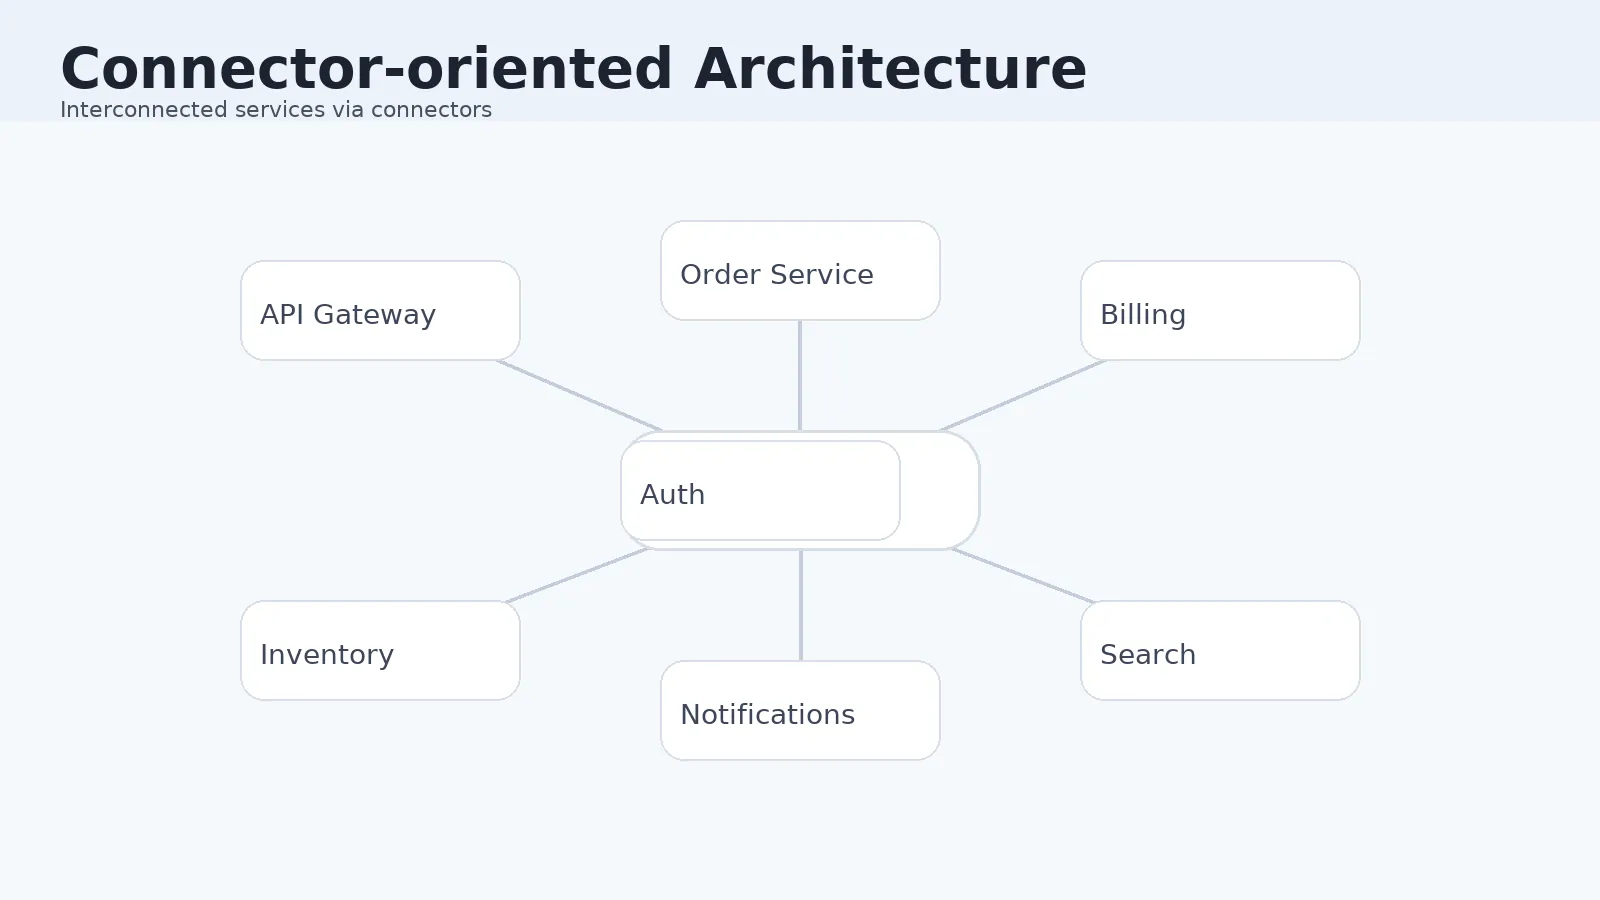 Connector-oriented Architecture
Interconnected services via connectors
Order Service
API Gateway
Billing
Auth
Inventory
Search
Notifications